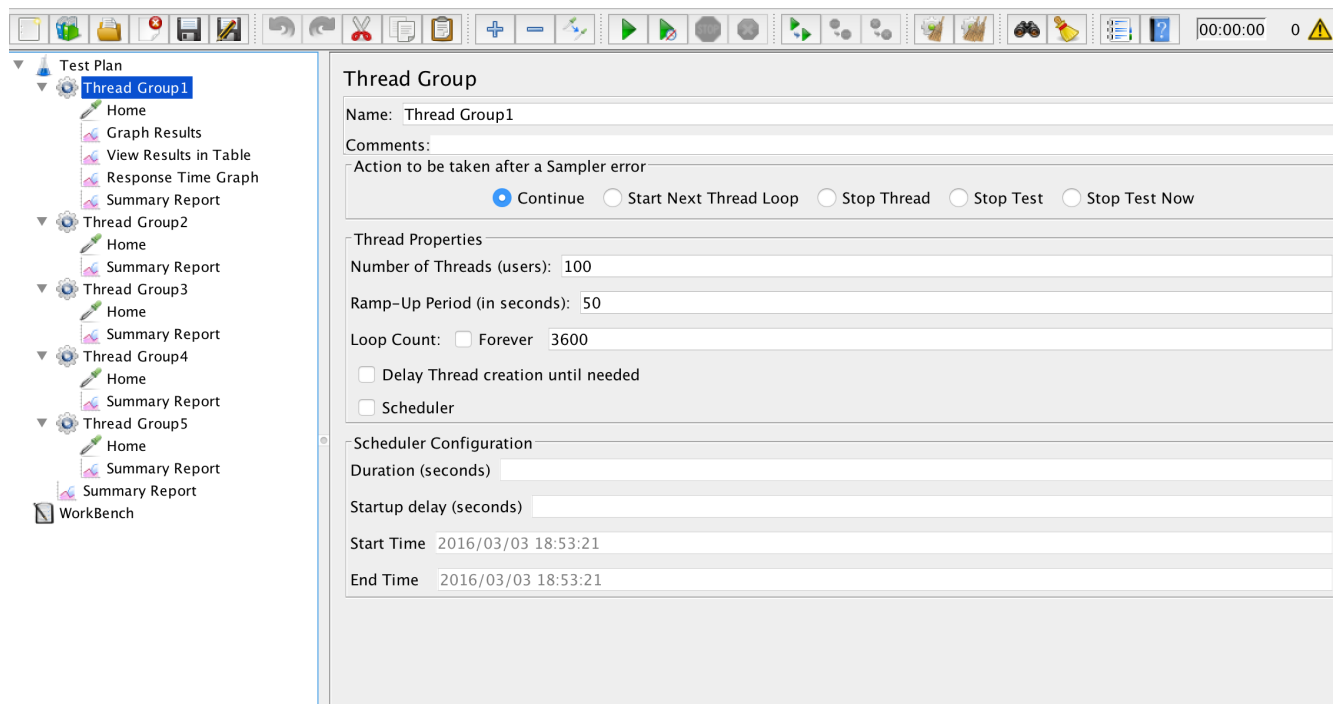 STOP
00:00:00 0
Test Plan
Thread Group1
Home
Graph Results
View Results in Table
Response Time Graph
Summary Report
Thread Group2
Home
Summary Report
Thread Group3
Home
Summary Report
Thread Group4
Home
Summary Report
Thread Group5
Home
Summary Report
Summary Report
WorkBench
Thread Group
Name: Thread Group1
Comments:
Action to be taken after a Sampler error
Continue Start Next Thread Loop Stop Thread Stop Test Stop Test Now
Thread Properties
Number of Threads (users): 100
Ramp-Up Period (in seconds): 50
Loop Count: Forever 3600
Delay Thread creation until needed
Scheduler
Scheduler Configuration
Duration (seconds)
Startup delay (seconds)
Start Time 2016/03/03 18:53:21
End Time 2016/03/03 18:53:21